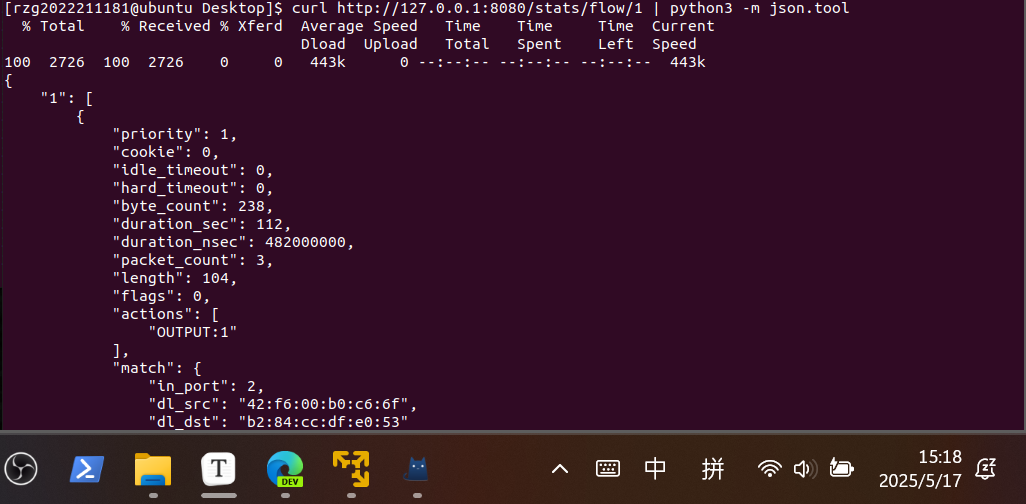 [rzg2022211181@ubuntu Desktop]$ curl http://127.0.0.1:8080/stats/flow/1 | python3 -m json.tool
  % Total    % Received % Xferd  Average Speed   Time    Time     Time  Current
                                 Dload  Upload   Total   Spent    Left  Speed
100  2726  100  2726    0     0   443k      0 --:--:-- --:--:-- --:--:--  443k
{
    "1": [
        {
            "priority": 1,
            "cookie": 0,
            "idle_timeout": 0,
            "hard_timeout": 0,
            "byte_count": 238,
            "duration_sec": 112,
            "duration_nsec": 482000000,
            "packet_count": 3,
            "length": 104,
            "flags": 0,
            "actions": [
                "OUTPUT:1"
            ],
            "match": {
                "in_port": 2,
                "dl_src": "42:f6:00:b0:c6:6f",
                "dl_dst": "b2:84:cc:df:e0:53"
T
DEV
中
拼
15:18
2025/5/17